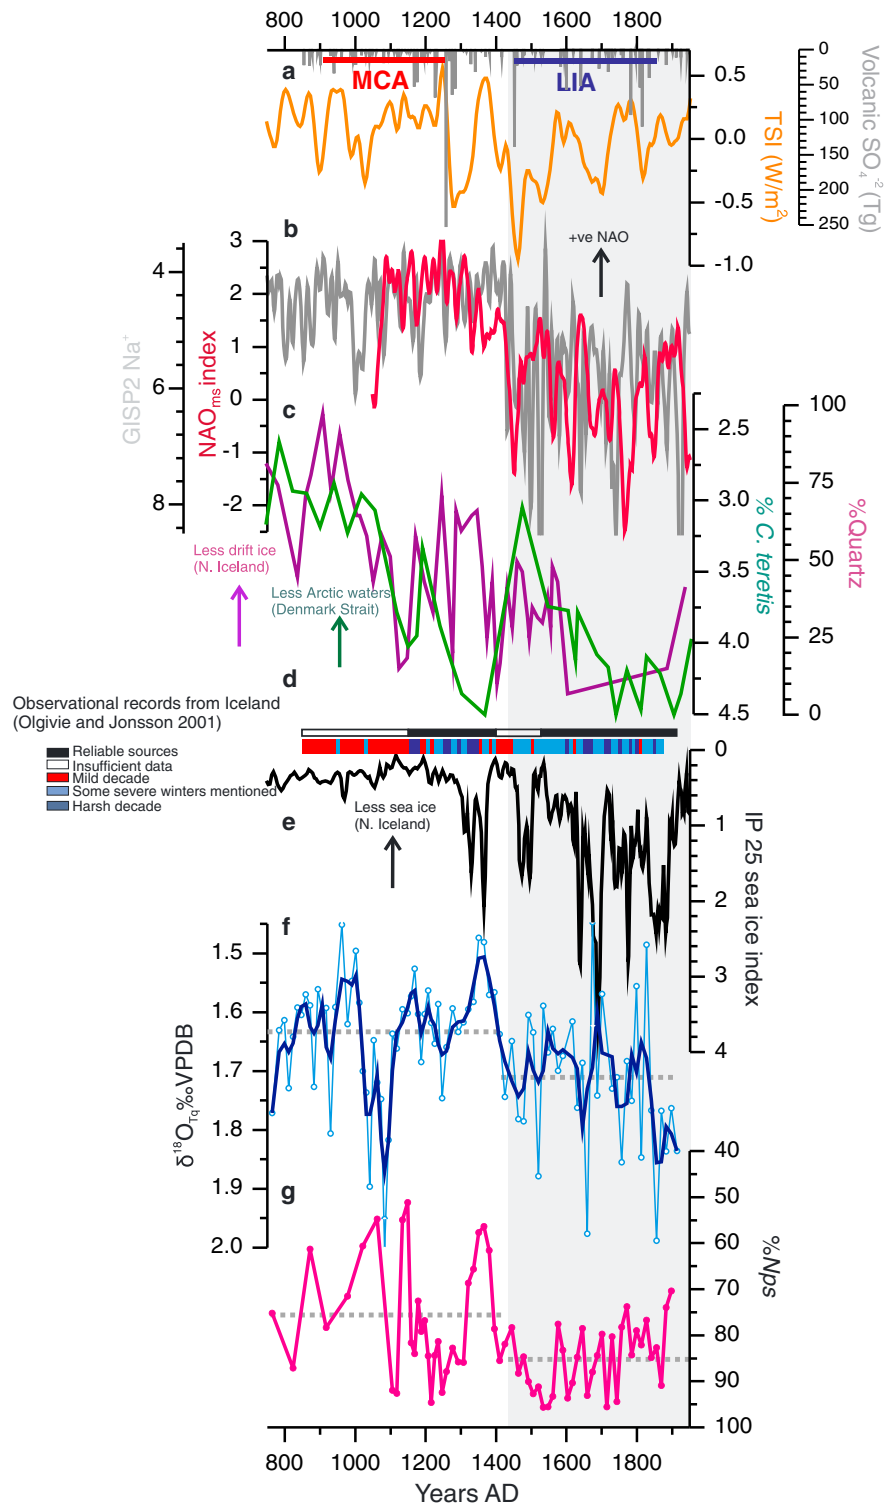 800 1000 1200 1400 1600 1800
a
MCA
LIA
0.5
0.0
-0.5
-1.0
TSI (W/m²)
0
50
100
150
200
250
Volcanic SO₄⁻² (Tg)
b
+ve NAO
4
6
8
GISP2 Na⁺
3
2
1
0
-1
-2
NAOms index
c
2.5
3.0
3.5
4.0
4.5
% C. teretis
100
75
50
25
0
%Quartz
Less drift ice
(N. Iceland)
Less Arctic waters
(Denmark Strait)
d
Observational records from Iceland
(Olgivie and Jonsson 2001)
Reliable sources
Insufficient data
Mild decade
Some severe winters mentioned
Harsh decade
e
Less sea ice
(N. Iceland)
0
1
2
3
4
IP 25 sea ice index
f
1.5
1.6
1.7
1.8
1.9
2.0
δ¹⁸OTq‰VPDB
g
40
50
60
70
80
90
100
%Nps
800 1000 1200 1400 1600 1800
Years AD